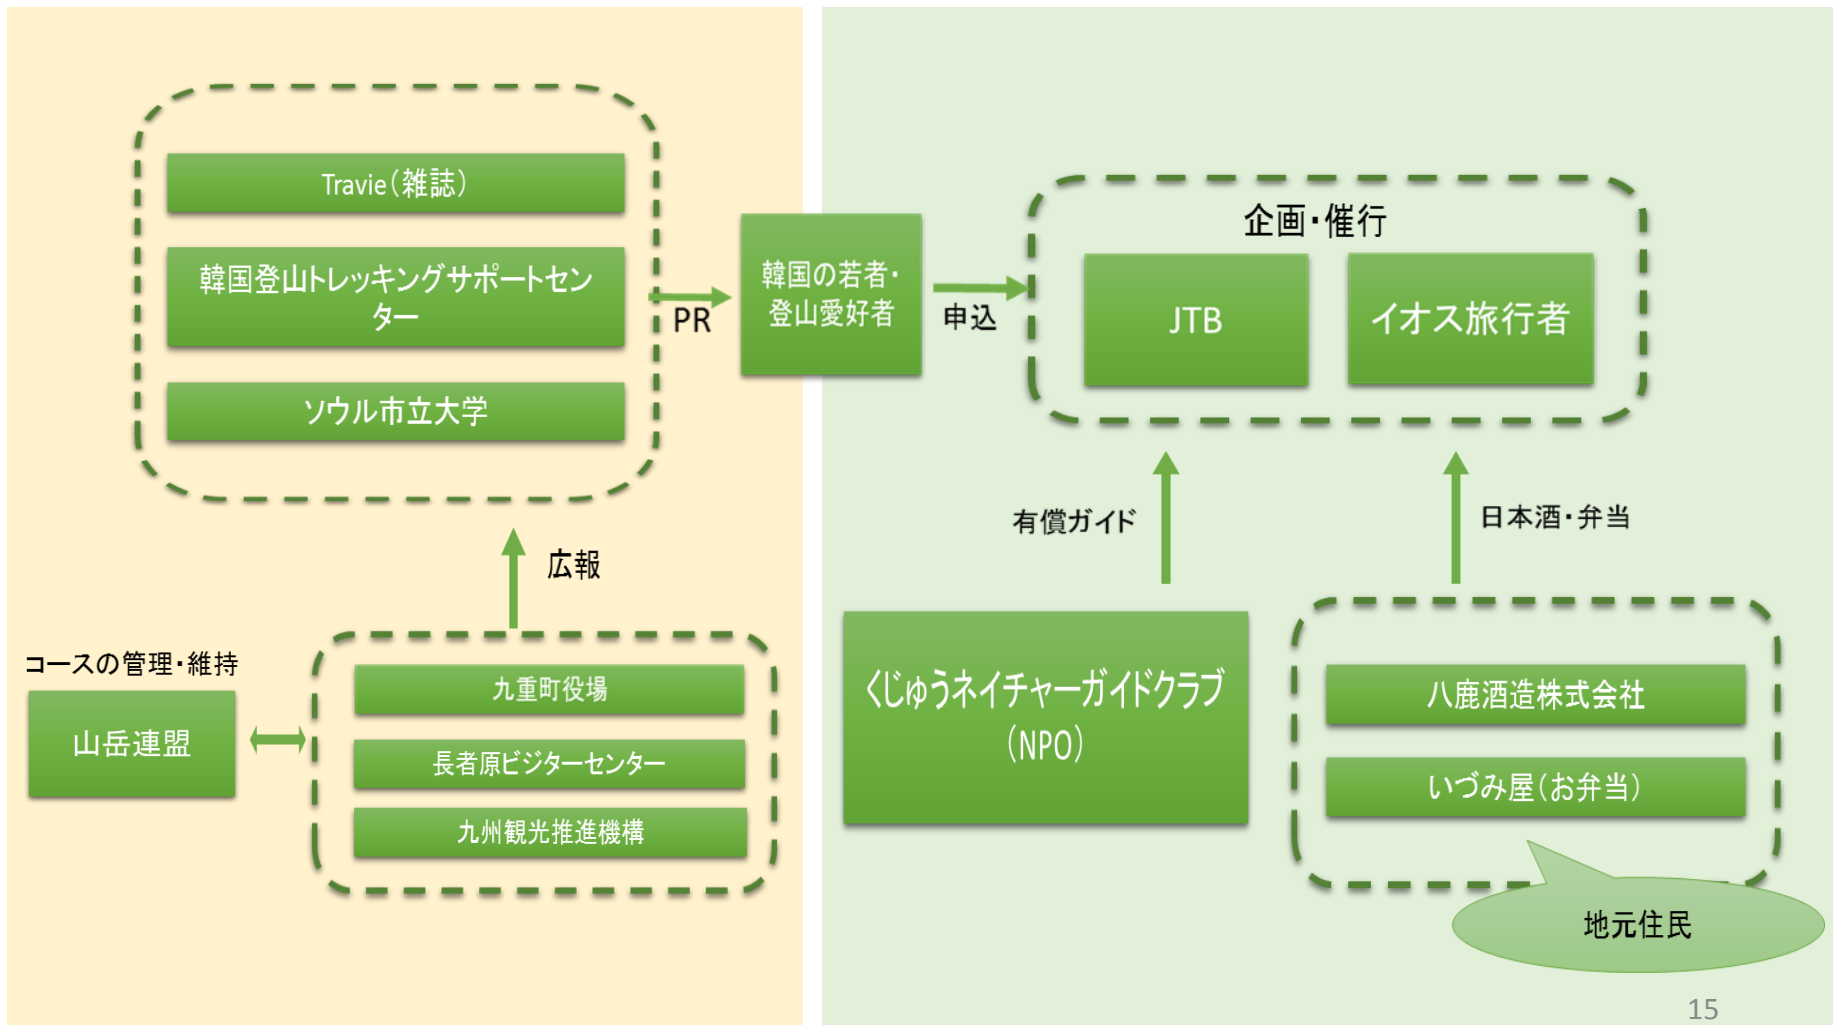 Travie（雑誌）
韓国登山トレッキングサポートセン
ター
ソウル市立大学
PR
広報
コースの管理・維持
山岳連盟
九重町役場
長者原ビジターセンター
九州観光推進機構
韓国の若者・
登山愛好者
申込
企画・催行
JTB
イオス旅行者
有償ガイド
日本酒・弁当
くじゅうネイチャーガイドクラブ
（NPO）
八鹿酒造株式会社
いづみ屋（お弁当）
地元住民
15